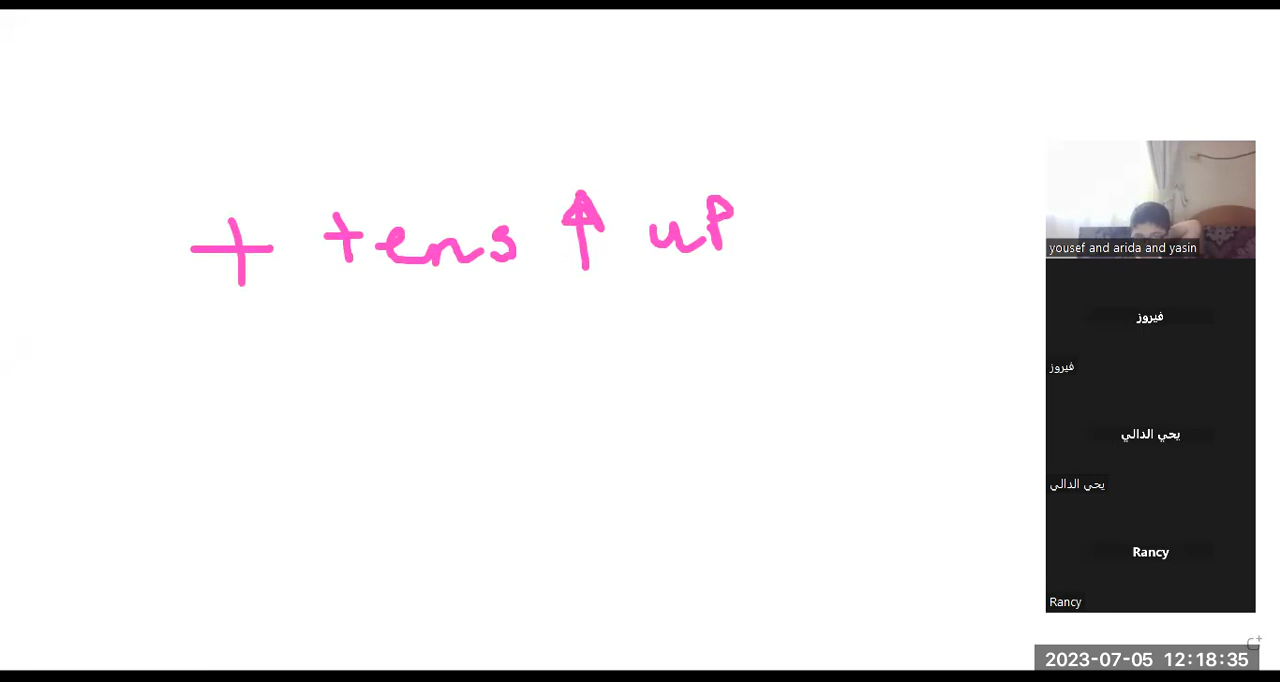 + tens ↑ up
yousef and arida and yasin
فيروز
فيروز
يحي الدالي
يحي الدالي
Rancy
Rancy
2023-07-05 12:18:35